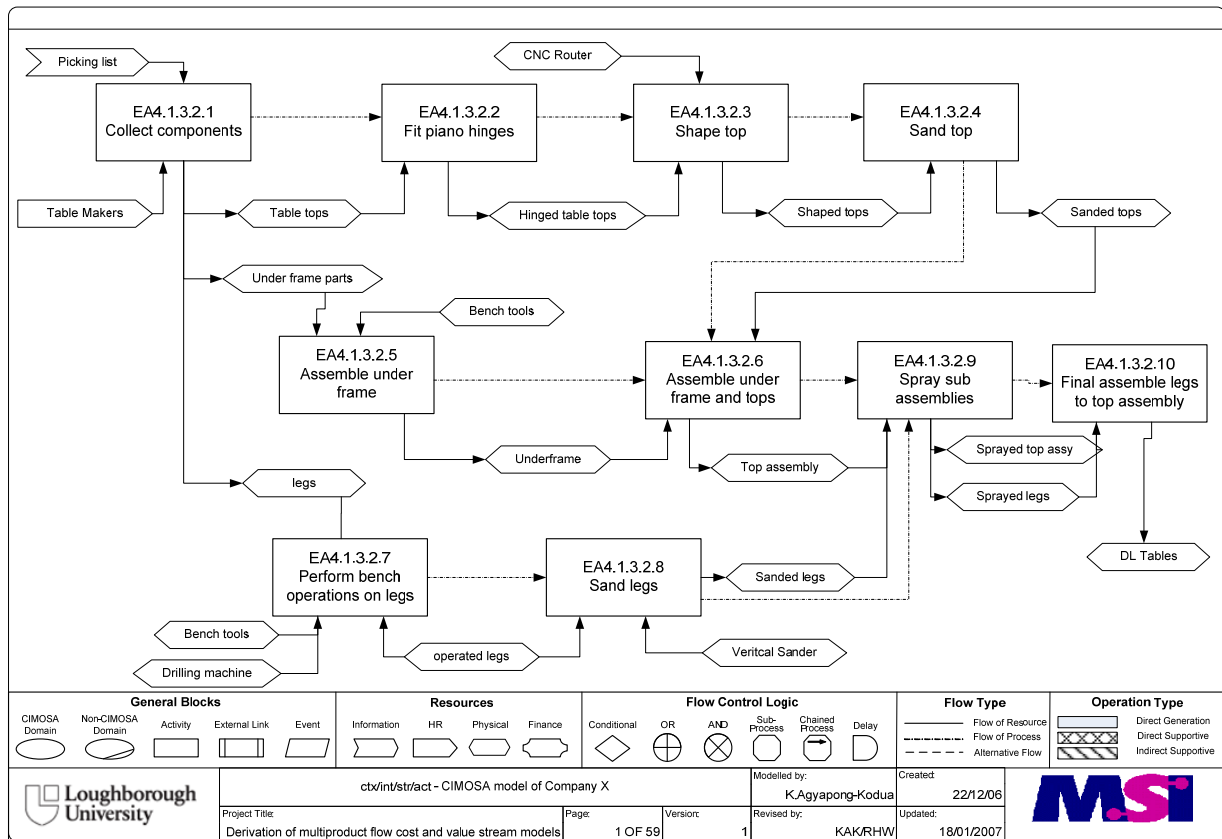 Picking list
CNC Router
EA4.1.3.2.1
Collect components
EA4.1.3.2.2
Fit piano hinges
EA4.1.3.2.3
Shape top
EA4.1.3.2.4
Sand top
Table Makers
Table tops
Hinged table tops
Shaped tops
Sanded tops
Under frame parts
Bench tools
EA4.1.3.2.5
Assemble under
frame
EA4.1.3.2.6
Assemble under
frame and tops
EA4.1.3.2.9
Spray sub
assemblies
EA4.1.3.2.10
Final assemble legs
to top assembly
Underframe
Top assembly
Sprayed top assy
Sprayed legs
legs
DL Tables
EA4.1.3.2.7
Perform bench
operations on legs
EA4.1.3.2.8
Sand legs
Sanded legs
Bench tools
Drilling machine
operated legs
Veritcal Sander
General Blocks
CIMOSA
Domain
Non-CIMOSA
Domain
Activity
External Link
Event
Resources
Information
HR
Physical
Finance
Flow Control Logic
Conditional
OR
AND
Sub-
Process
Chained
Process
Delay
Flow Type
Flow of Resource
Flow of Process
Alternative Flow
Operation Type
Direct Generation
Direct Supportive
Indirect Supportive
Loughborough
University
ctx/int/str/act - CIMOSA model of Company X
Modelled by:
K.Agyapong-Kodua
Created:
22/12/06
Project Title:
Derivation of multiproduct flow cost and value stream models
Page:
1 OF 59
Version:
1
Revised by:
KAK/RHW
Updated:
18/01/2007
MSI